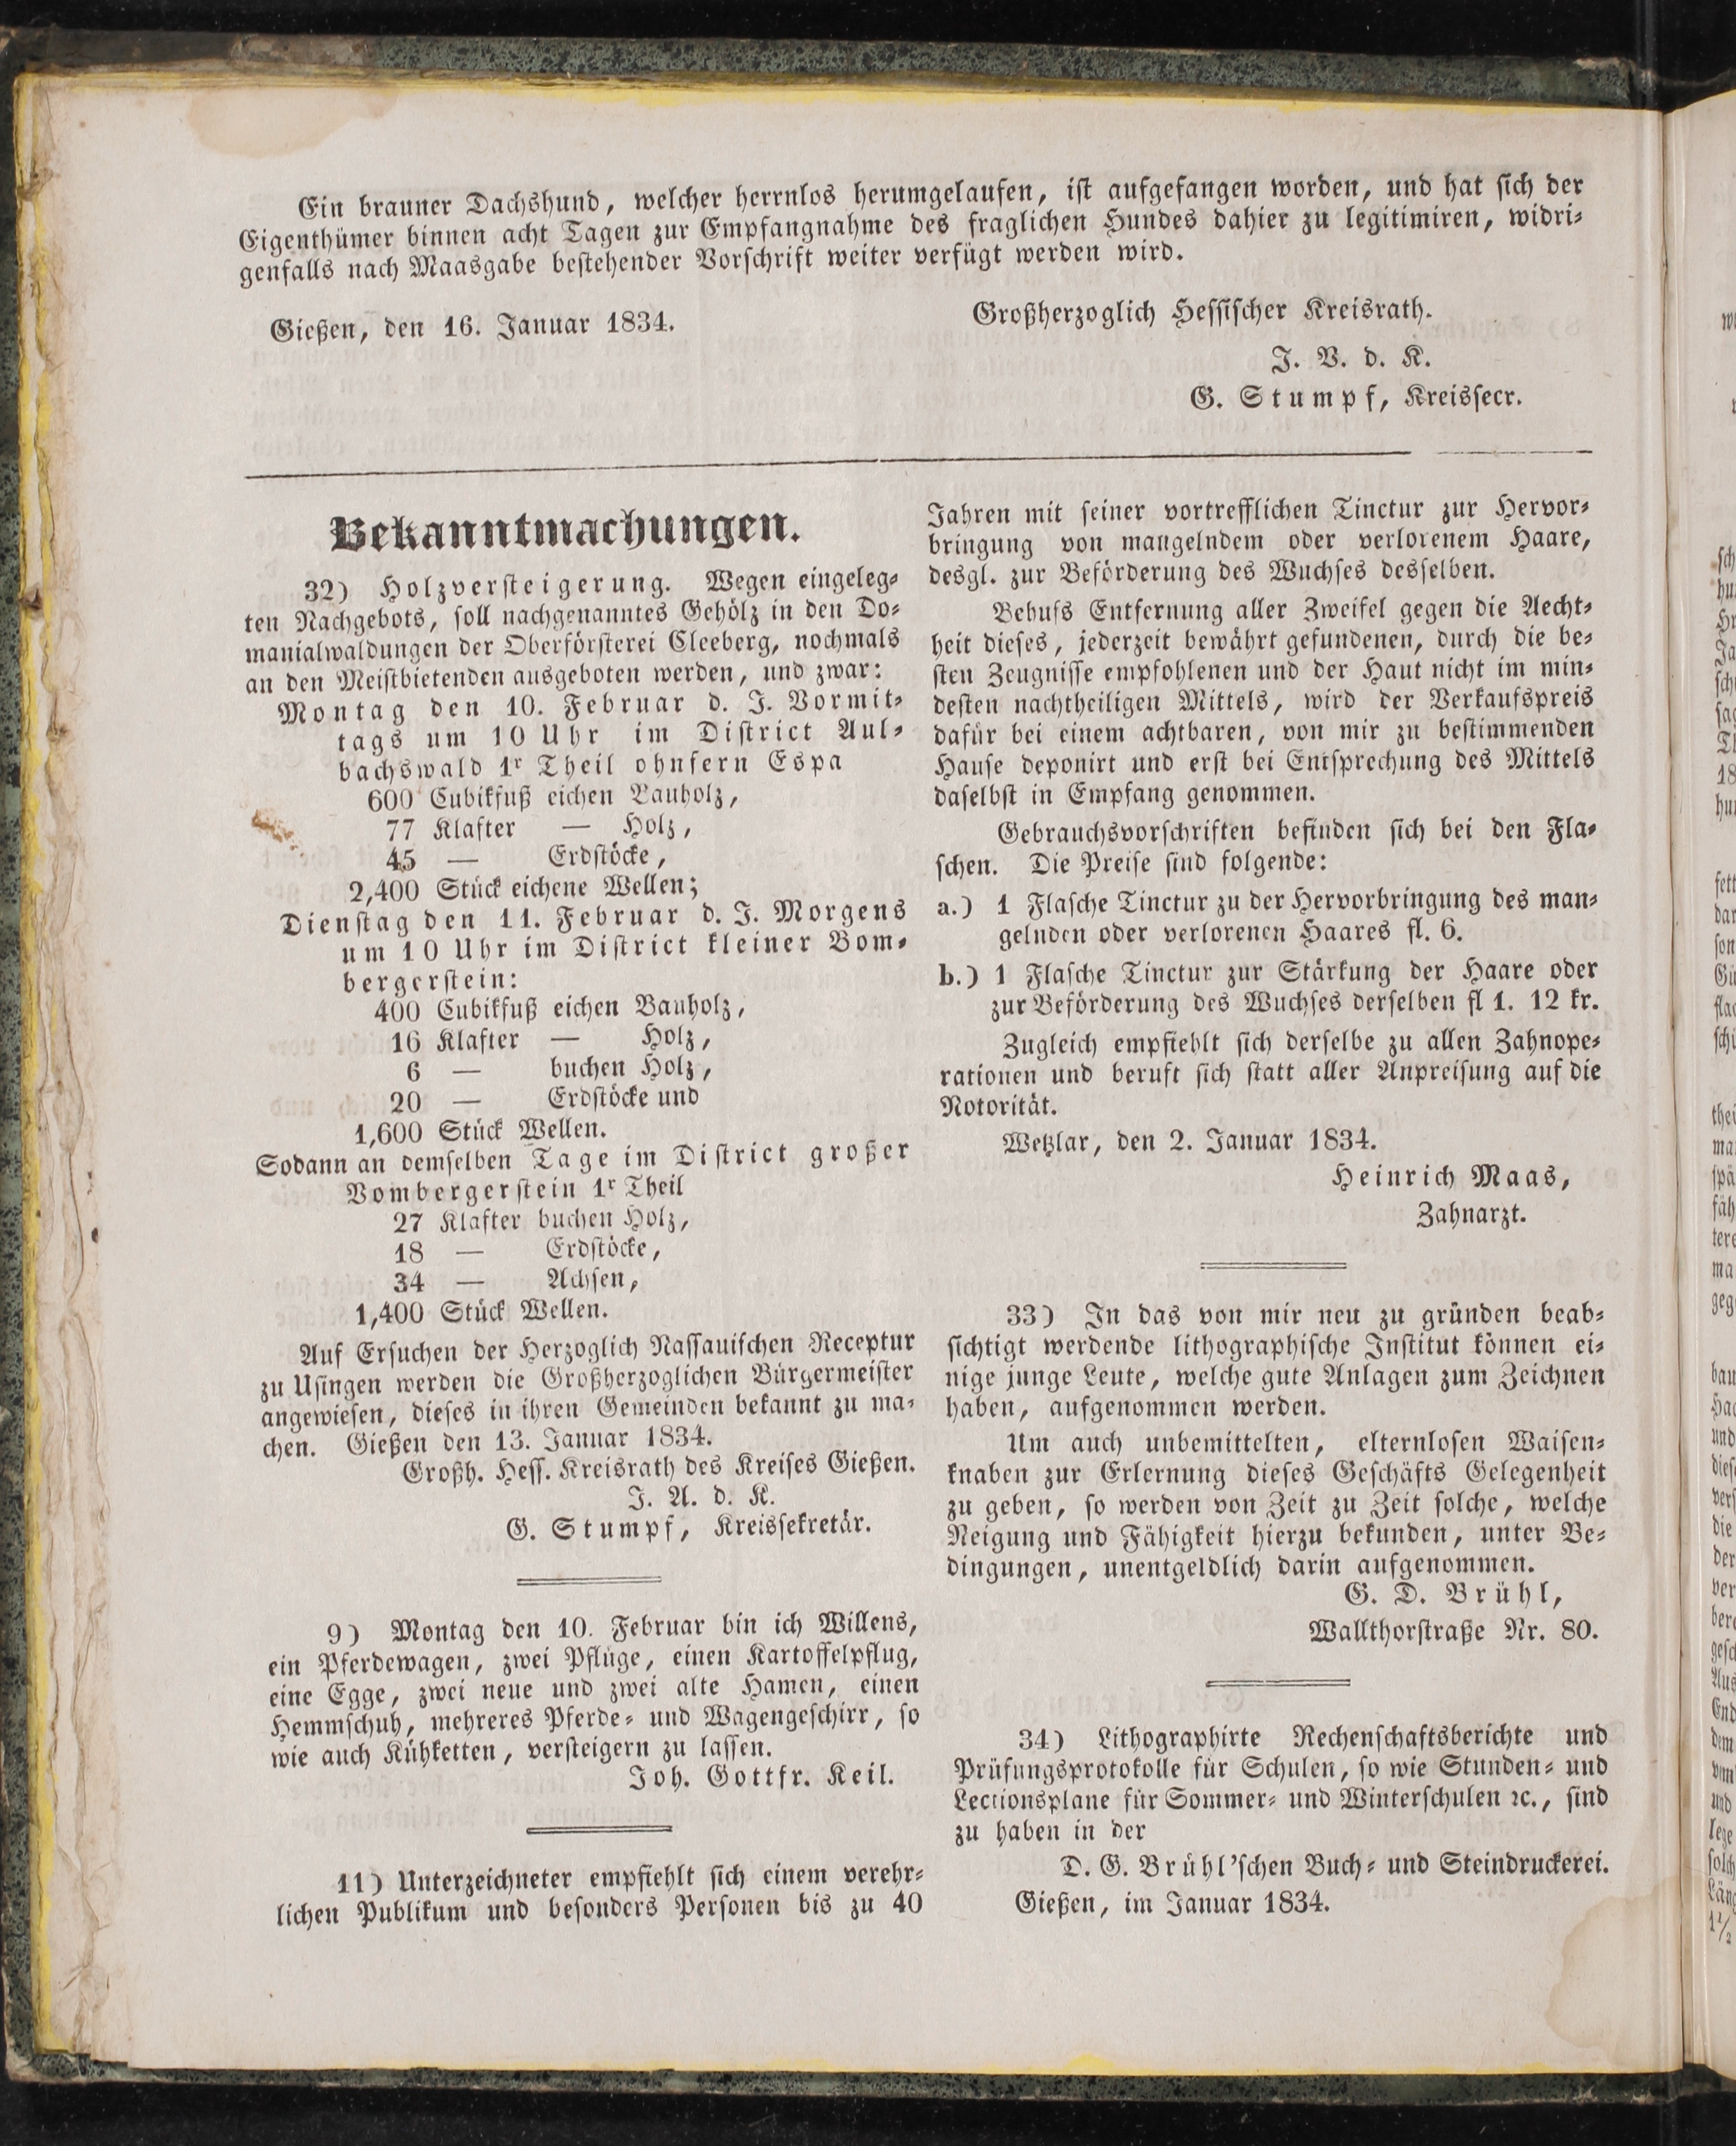 Ein brauner Dachshund, welcher herrnlos herumgelaufen, ist aufgefangen worden, und hat sich der
Eigenthümer binnen acht Tagen zur Empfangnahme des fraglichen Hundes dahier zu legitimiren, widri-
genfalls nach Maasgabe bestehender Vorschrift weiter verfügt werden wird.
Gießen, den 16. Januar 1834.
Großherzoglich Hessischer Kreisrath.
J. V. d. K.
G. Stumpf, Kreissecr.
Bekanntmachungen.
32) Holzversteigerung. Wegen eingeleg-
ten Nachgebots, soll nachgenanntes Gehölz in den Do-
manialwaldungen der Oberförsterei Cleeberg, nochmals
an den Meistbietenden ausgeboten werden, und zwar:
Montag den 10. Februar d. J. Vormit-
tags um 10 Uhr im District Aul-
bachswald 1r Theil ohnfern Espa
600 Cubikfuß eichen Bauholz,
77 Klafter — Holz,
45 — Erdstöcke,
2,400 Stück eichene Wellen;
Dienstag den 11. Februar d. J. Morgens
um 10 Uhr im District kleiner Bom-
bergerstein:
400 Cubikfuß eichen Bauholz,
16 Klafter — Holz,
6 — buchen Holz,
20 — Erdstöcke und
1,600 Stück Wellen.
Sodann an demselben Tage im District großer
Bombergerstein 1r Theil
27 Klafter buchen Holz,
18 — Erdstöcke,
34 — Achsen,
1,400 Stück Wellen.
Auf Ersuchen der Herzoglich Nassauischen Receptur
zu Usingen werden die Großherzoglichen Bürgermeister
angewiesen, dieses in ihren Gemeinden bekannt zu ma-
chen. Gießen den 13. Januar 1834.
Großh. Hess. Kreisrath des Kreises Gießen.
J. A. d. K.
G. Stumpf, Kreissekretär.
9) Montag den 10. Februar bin ich Willens,
ein Pferdewagen, zwei Pflüge, einen Kartoffelpflug,
eine Egge, zwei neue und zwei alte Hamen, einen
Hemmschuh, mehreres Pferde- und Wagengeschirr, so
wie auch Kühketten, versteigern zu lassen.
Joh. Gottfr. Keil.
11) Unterzeichneter empfiehlt sich einem verehr-
lichen Publikum und besonders Personen bis zu 40
Jahren mit seiner vortrefflichen Tinctur zur Hervor-
bringung von mangelndem oder verlorenem Haare,
desgl. zur Beförderung des Wuchses desselben.
Behufs Entfernung aller Zweifel gegen die Aecht-
heit dieses, jederzeit bewährt gefundenen, durch die be-
sten Zeugnisse empfohlenen und der Haut nicht im min-
desten nachtheiligen Mittels, wird der Verkaufspreis
dafür bei einem achtbaren, von mir zu bestimmenden
Hause deponirt und erst bei Entsprechung des Mittels
daselbst in Empfang genommen.
Gebrauchsvorschriften befinden sich bei den Fla-
schen. Die Preise sind folgende:
a.) 1 Flasche Tinctur zu der Hervorbringung des man-
gelnden oder verlorenen Haares fl. 6.
b.) 1 Flasche Tinctur zur Stärkung der Haare oder
zur Beförderung des Wuchses derselben fl 1. 12 kr.
Zugleich empfiehlt sich derselbe zu allen Zahnope-
rationen und beruft sich statt aller Anpreisung auf die
Notorität.
Wetzlar, den 2. Januar 1834.
Heinrich Maas,
Zahnarzt.
33) In das von mir neu zu gründen beab-
sichtigt werdende lithographische Institut können ei-
nige junge Leute, welche gute Anlagen zum Zeichnen
haben, aufgenommen werden.
Um auch unbemittelten, elternlosen Waisen-
knaben zur Erlernung dieses Geschäfts Gelegenheit
zu geben, so werden von Zeit zu Zeit solche, welche
Neigung und Fähigkeit hierzu bekunden, unter Be-
dingungen, unentgeldlich darin aufgenommen.
G. D. Brühl,
Wallthorstraße Nr. 80.
34) Lithographirte Rechenschaftsberichte und
Prüfungsprotokolle für Schulen, so wie Stunden- und
Lectionsplane für Sommer- und Winterschulen ꝛc., sind
zu haben in der
D. G. Brühl'schen Buch- und Steindruckerei.
Gießen, im Januar 1834.